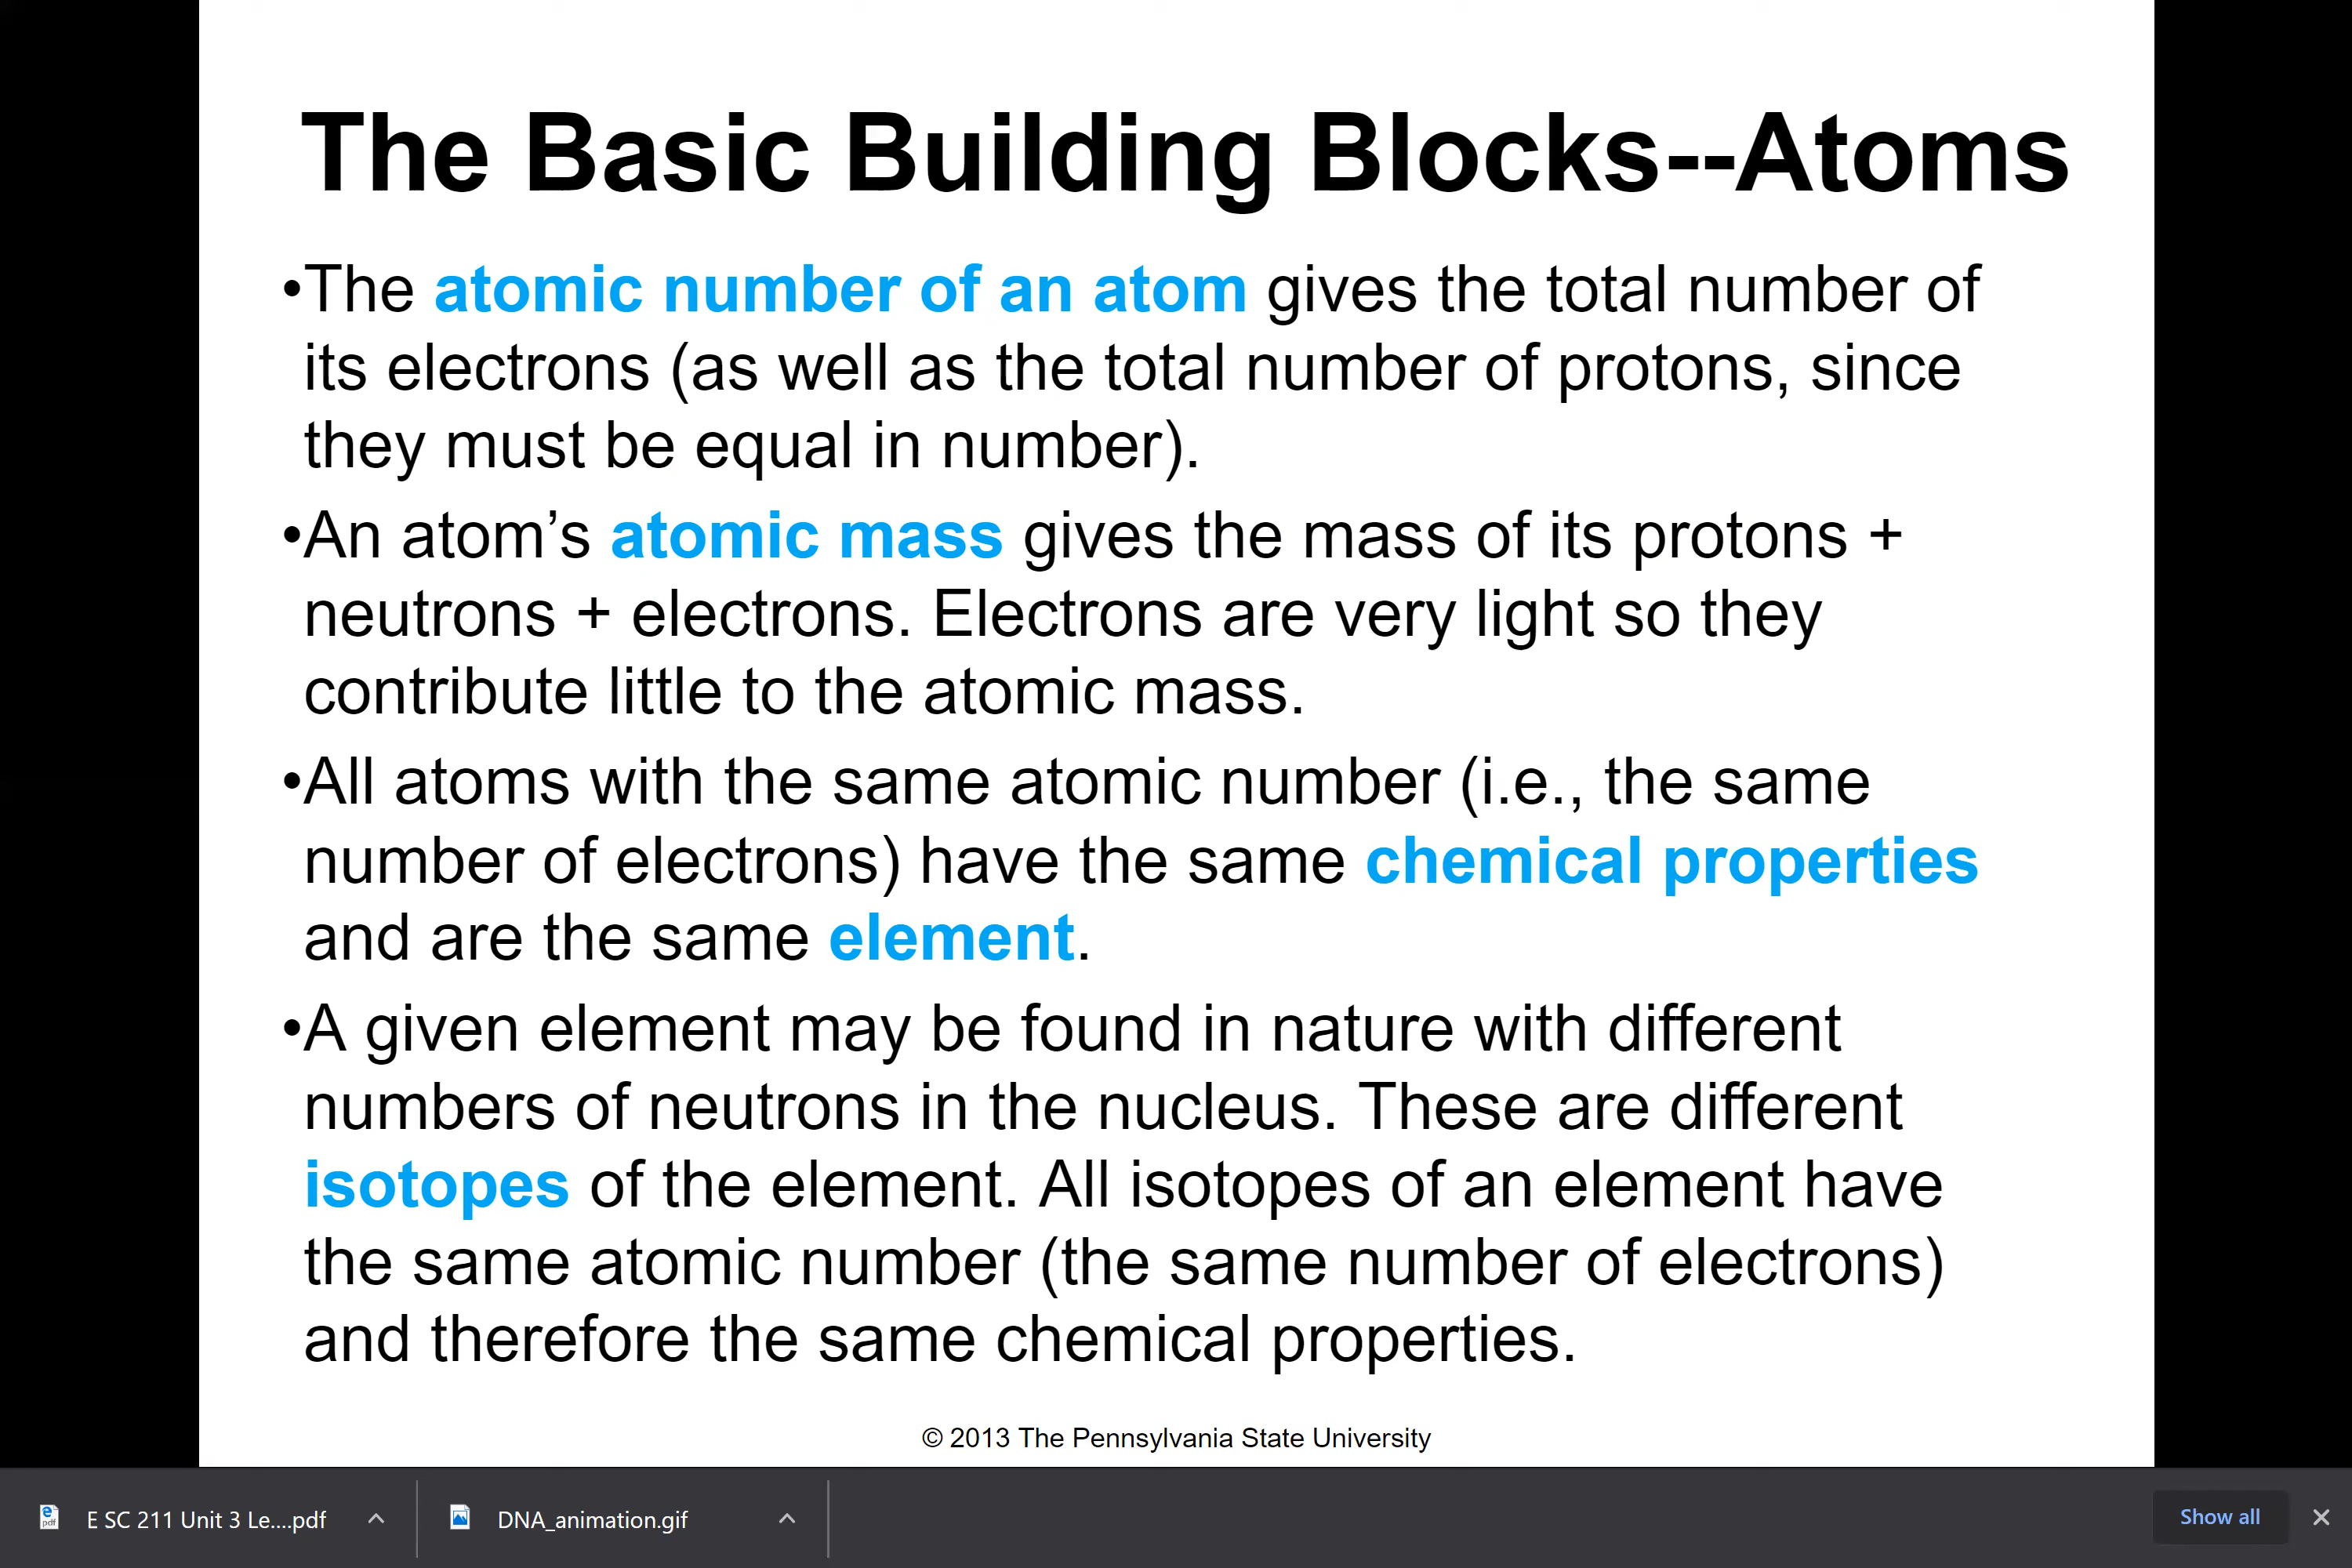 The Basic Building Blocks--Atoms
•The atomic number of an atom gives the total number of
its electrons (as well as the total number of protons, since
they must be equal in number).
•An atom’s atomic mass gives the mass of its protons +
neutrons + electrons. Electrons are very light so they
contribute little to the atomic mass.
•All atoms with the same atomic number (i.e., the same
number of electrons) have the same chemical properties
and are the same element.
•A given element may be found in nature with different
numbers of neutrons in the nucleus. These are different
isotopes of the element. All isotopes of an element have
the same atomic number (the same number of electrons)
and therefore the same chemical properties.
© 2013 The Pennsylvania State University
E SC 211 Unit 3 Le....pdf
DNA_animation.gif
Show all